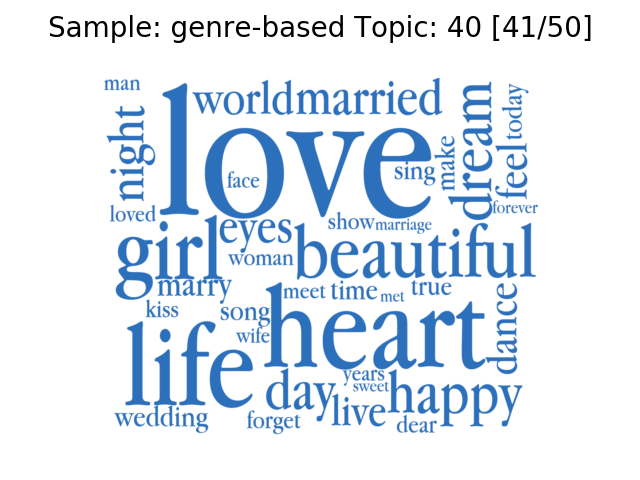 Sample: genre-based Topic: 40 [41/50]
man
love
world
married
night
face
sing
make
dream
feel
today
loved
forever
girl
eyes
show
marriage
woman
beautiful
marry
meet
time
met
true
kiss
song
heart
dance
wife
life
years
sweet
day
happy
live
wedding
forget
dear